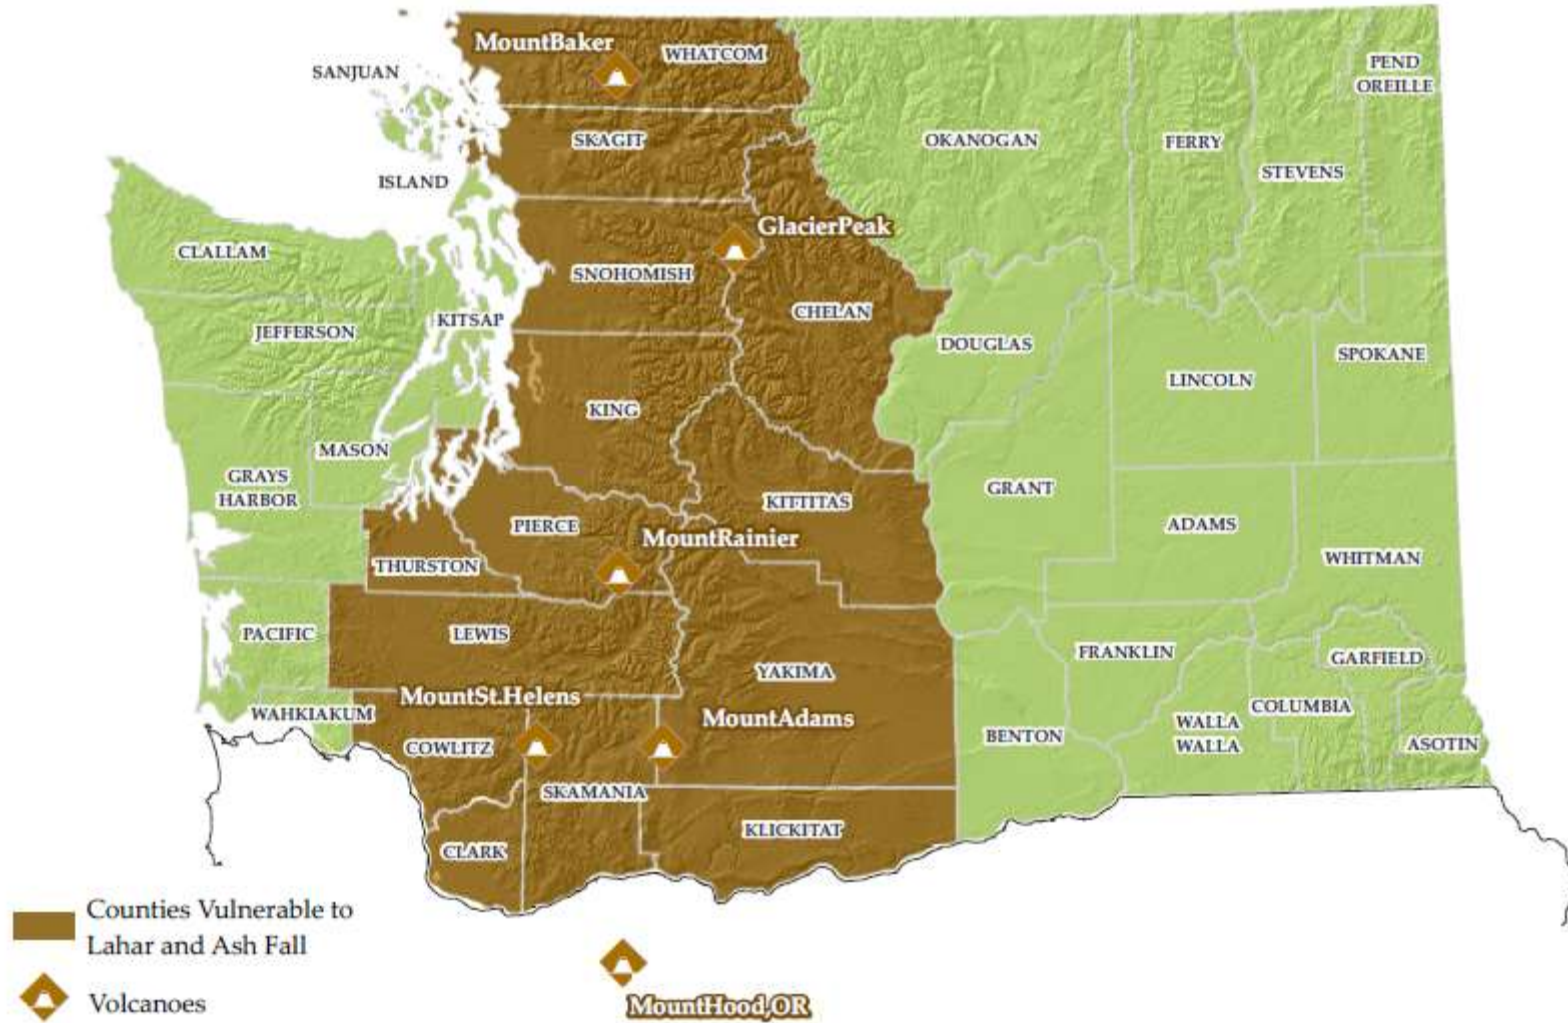 MountBaker
WHATCOM
SANJUAN
PEND
OREILLE
SKAGIT
OKANOGAN
FERRY
STEVENS
ISLAND
GlacierPeak
CLALLAM
SNOHOMISH
CHELAN
KITSAP
JEFFERSON
DOUGLAS
SPOKANE
LINCOLN
KING
MASON
GRAYS
HARBOR
GRANT
KITTITAS
PIERCE
ADAMS
MountRainier
WHITMAN
THURSTON
PACIFIC
LEWIS
FRANKLIN
GARFIELD
YAKIMA
MountSt.Helens
COLUMBIA
WAHKIAKUM
MountAdams
WALLA
WALLA
BENTON
ASOTIN
COWLITZ
SKAMANIA
KLICKITAT
CLARK
Counties Vulnerable to
Lahar and Ash Fall
Volcanoes
MountHood,OR